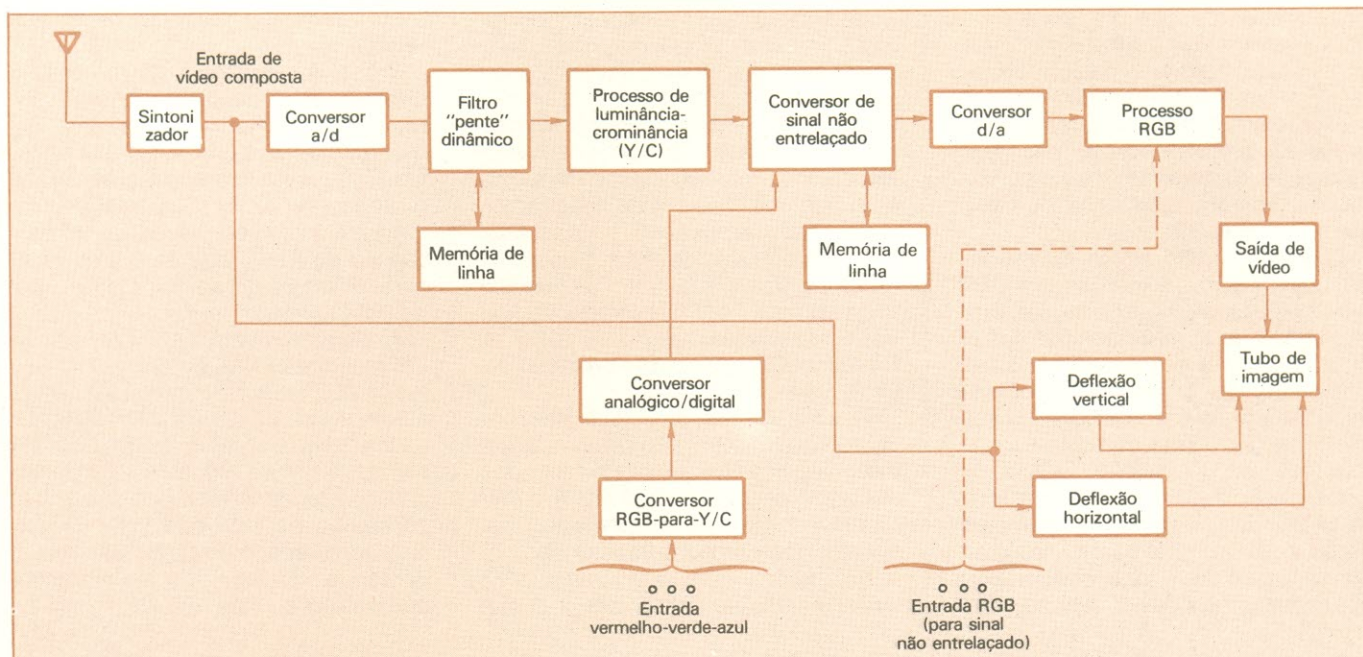 Entrada de
vídeo composta
Sintoni
zador
Conversor
a/d
Filtro
"pente"
dinâmico
Processo de
luminância-
crominância
(Y/C)
Conversor de
sinal não
entrelaçado
Conversor
d/a
Processo
RGB
Memória de
linha
Memória de
linha
Saída de
vídeo
Conversor
analógico/digital
Deflexão
vertical
Tubo de
imagem
Conversor
RGB-para-Y/C
Deflexão
horizontal
Entrada
vermelho-verde-azul
Entrada RGB
(para sinal
não entrelaçado)